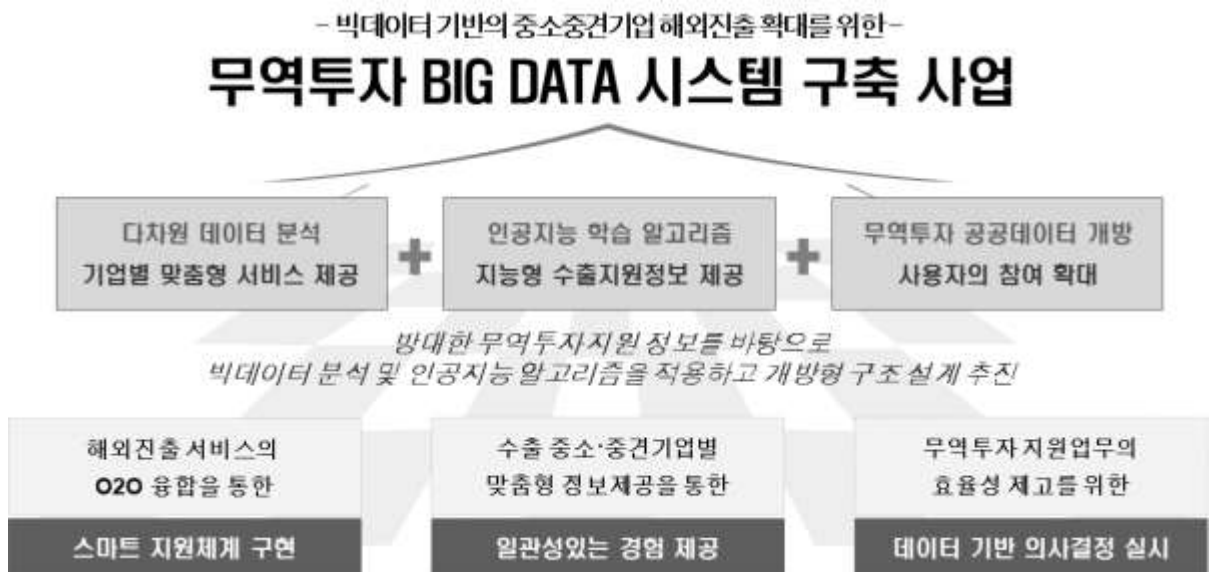 - 빅데이터 기반의 중소중견기업 해외진출 확대를 위한 -
무역투자 BIG DATA 시스템 구축 사업
다차원 데이터 분석
기업별 맞춤형 서비스 제공
+
인공지능 학습 알고리즘
지능형 수출지원정보 제공
+
무역투자 공공데이터 개방
사용자의 참여 확대
방대한 무역투자지원 정보를 바탕으로
빅데이터 분석 및 인공지능 알고리즘을 적용하고 개방형 구조 설계 추진
해외진출 서비스의
O2O 융합을 통한
스마트 지원체계 구현
수출 중소·중견기업별
맞춤형 정보제공을 통한
일관성있는 경험 제공
무역투자 지원업무의
효율성 제고를 위한
데이터 기반 의사결정 실시